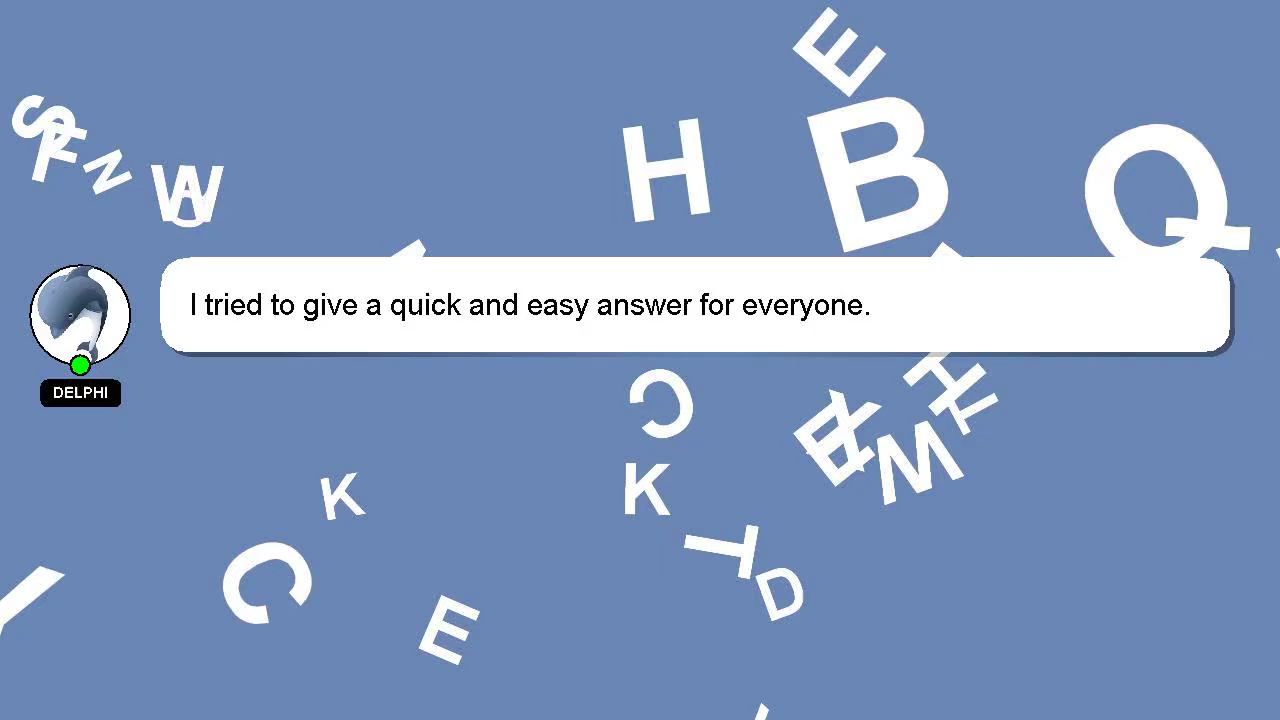 E
B
H
Q
S
F
N
W
I tried to give a quick and easy answer for everyone.
DELPHI
C
H
E
M
K
K
T
D
C
E